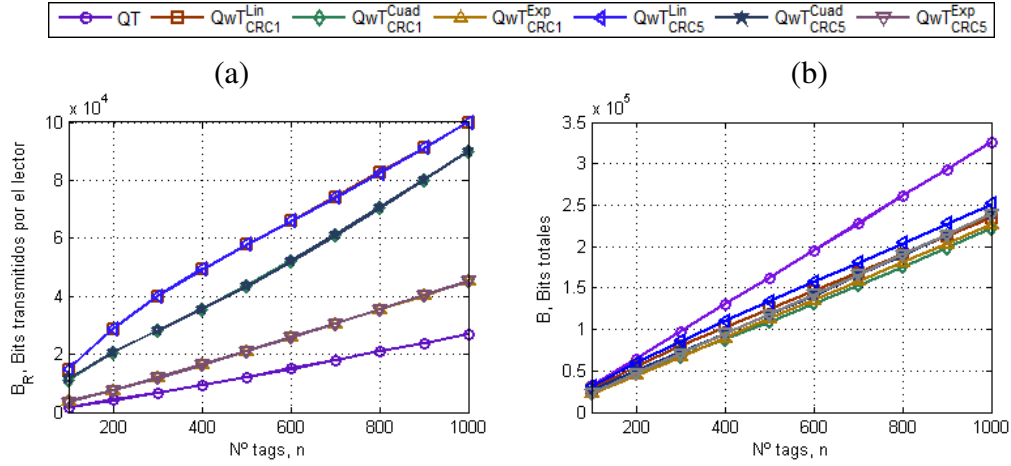 QT QwT^Lin_CRC1 QwT^Cuad_CRC1 QwT^Exp_CRC1 QwT^Lin_CRC5 QwT^Cuad_CRC5 QwT^Exp_CRC5
(a)
x 10^4
10
8
6
4
2
0
200 400 600 800 1000
B_R, Bits transmitidos por el lector
Nº tags, n
(b)
x 10^5
3.5
3
2.5
2
1.5
1
0.5
0
200 400 600 800 1000
B, Bits totales
Nº tags, n